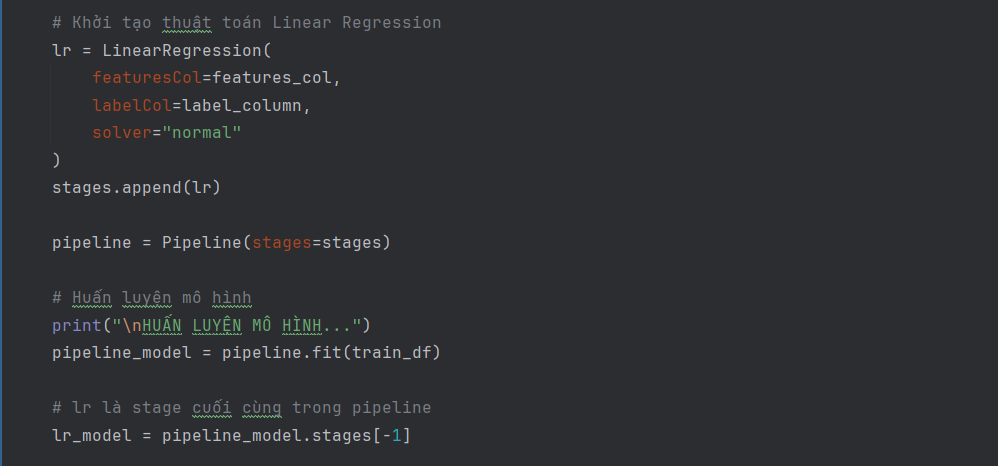 # Khởi tạo thuật toán Linear Regression
lr = LinearRegression(
    featuresCol=features_col,
    labelCol=label_column,
    solver="normal"
)
stages.append(lr)

pipeline = Pipeline(stages=stages)

# Huấn luyện mô hình
print("\nHUẤN LUYỆN MÔ HÌNH...")
pipeline_model = pipeline.fit(train_df)

# lr là stage cuối cùng trong pipeline
lr_model = pipeline_model.stages[-1]